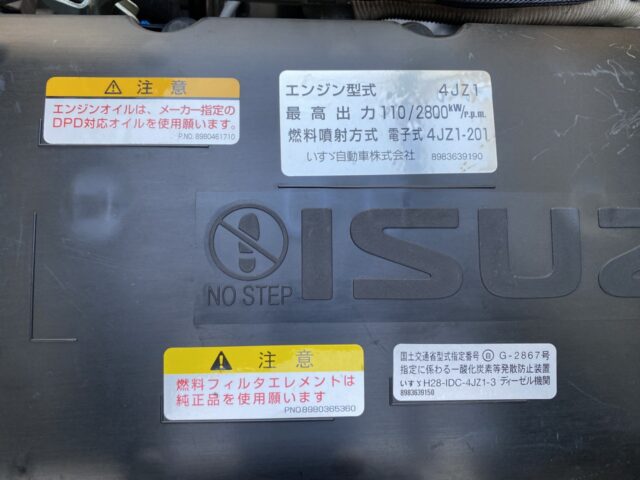 注意
エンジンオイルは、メーカー指定の
DPD対応オイルを使用願います。
P.NO. 8980461710
エンジン型式 4JZ1
最高出力 110/2800kW/r.p.m.
燃料噴射方式 電子式 4JZ1-201
いすゞ自動車株式会社 8983639190
NO STEP
ISUZ
注意
燃料フィルタエレメントは
純正品を使用願います
P.NO.8980365360
国土交通省型式指定番号 G-2867号
指定に係わる一酸化炭素等発散防止装置
いすゞH28-IDC-4JZ1-3 ディーゼル機関
8983639150